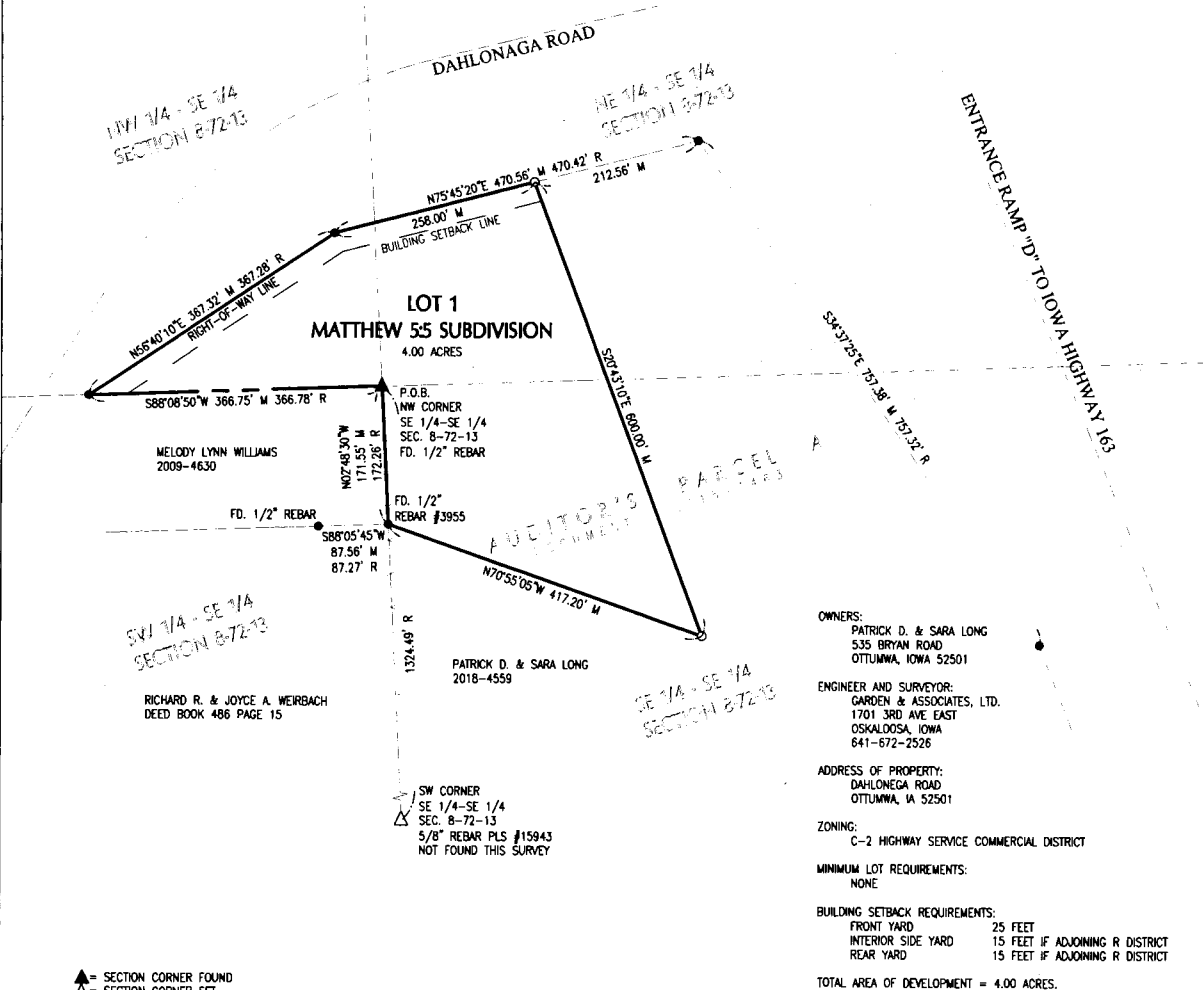 DAHLONAGA ROAD
NW 1/4 - SE 1/4
SECTION 8-72-13
NE 1/4 - SE 1/4
SECTION 8-72-13
ENTRANCE RAMP "D" TO IOWA HIGHWAY 163
N75°45'20"E 470.56' M 470.42' R
212.56' M
258.00' M
BUILDING SETBACK LINE
N56°40'10"E 367.32' M 367.28' R
RIGHT-OF-WAY LINE
LOT 1
MATTHEW 5:5 SUBDIVISION
4.00 ACRES
S20°43'10"E 600.00' M
S34°37'25"E 757.38' M 757.32' R
S88°08'50"W 366.75' M 366.78' R
P.O.B.
NW CORNER
SE 1/4-SE 1/4
SEC. 8-72-13
FD. 1/2" REBAR
MELODY LYNN WILLIAMS
2009-4630
N02°48'30"W
171.55' M
172.26' R
FD. 1/2" REBAR
FD. 1/2"
REBAR #3955
AUDITOR'S PARCEL A
S88°05'45"W
87.56' M
87.27' R
N70°55'05"W 417.20' M
SW 1/4 - SE 1/4
SECTION 8-72-13
1324.49' R
PATRICK D. & SARA LONG
2018-4559
SE 1/4 - SE 1/4
SECTION 8-72-13
RICHARD R. & JOYCE A. WEIRBACH
DEED BOOK 486 PAGE 15
SW CORNER
SE 1/4-SE 1/4
SEC. 8-72-13
5/8" REBAR PLS #15943
NOT FOUND THIS SURVEY
OWNERS:
PATRICK D. & SARA LONG
535 BRYAN ROAD
OTTUMWA, IOWA 52501
ENGINEER AND SURVEYOR:
GARDEN & ASSOCIATES, LTD.
1701 3RD AVE EAST
OSKALOOSA, IOWA
641-672-2526
ADDRESS OF PROPERTY:
DAHLONEGA ROAD
OTTUMWA, IA 52501
ZONING:
C-2 HIGHWAY SERVICE COMMERCIAL DISTRICT
MINIMUM LOT REQUIREMENTS:
NONE
BUILDING SETBACK REQUIREMENTS:
FRONT YARD 25 FEET
INTERIOR SIDE YARD 15 FEET IF ADJOINING R DISTRICT
REAR YARD 15 FEET IF ADJOINING R DISTRICT
TOTAL AREA OF DEVELOPMENT = 4.00 ACRES.
= SECTION CORNER FOUND
= SECTION CORNER SET